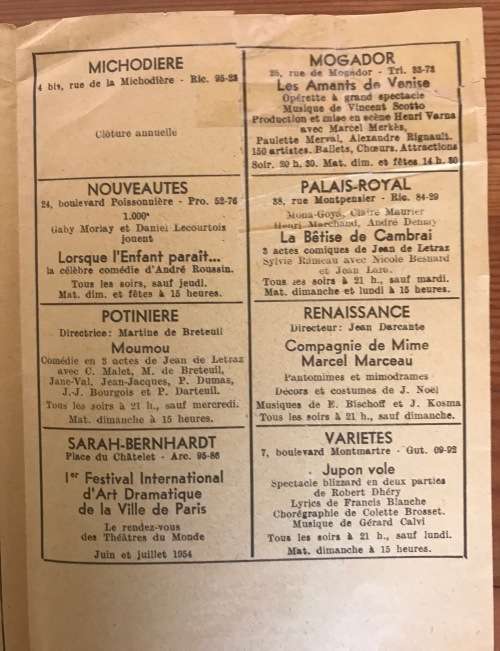 MICHODIERE
4 bis, rue de la Michodière - Ric. 95-23
Clôture annuelle
MOGADOR
25, rue de Mogador - Tri. 33-73
Les Amants de Venise
Opérette à grand spectacle
Musique de Vincent Scotto
Production et mise en scène Henri Varna
avec Marcel Merkès,
Paulette Merval, Alexandre Rignault.
150 artistes. Ballets, Chœurs, Attractions
Soir. 20 h. 30. Mat. dim. et fêtes 14 h. 30
NOUVEAUTES
24, boulevard Poissonnière - Pro. 52-76
1.000e
Gaby Morlay et Daniel Lecourtois
jouent
Lorsque l'Enfant paraît...
la célèbre comédie d'André Roussin.
Tous les soirs, sauf jeudi.
Mat. dim. et fêtes à 15 heures.
PALAIS-ROYAL
38, rue Montpensier - Ric. 84-29
Mona-Goya, Claire Maurier
Henri Marchand, André Dennay
La Bêtise de Cambrai
3 actes comiques de Jean de Letraz
Sylvie Rameau avec Nicole Besnard
et Jean Lara.
Tous les soirs à 21 h., sauf mardi.
Mat. dimanche et lundi à 15 heures.
POTINIERE
Directrice: Martine de Breteuil
Moumou
Comédie en 3 actes de Jean de Letraz
avec C. Malet, M. de Breteuil,
Jane-Val, Jean-Jacques, P. Dumas,
J.-J. Bourgois et P. Darteuil.
Tous les soirs à 21 h., sauf mercredi.
Mat. dimanche à 15 heures.
RENAISSANCE
Directeur: Jean Darcante
Compagnie de Mime
Marcel Marceau
Pantomimes et mimodrames
Décors et costumes de J. Noël
Musiques de E. Bischoff et J. Kosma
Tous les soirs à 21 h., sauf dimanche.
SARAH-BERNHARDT
Place du Châtelet - Arc. 95-86
1er Festival International
d'Art Dramatique
de la Ville de Paris
Le rendez-vous
des Théâtres du Monde
Juin et juillet 1954
VARIETES
7, boulevard Montmartre - Gut. 09-92
Jupon vole
Spectacle blizzard en deux parties
de Robert Dhéry
Lyrics de Francis Blanche
Chorégraphie de Colette Brosset.
Musique de Gérard Calvi
Tous les soirs à 21 h., sauf lundi.
Mat. dimanche à 15 heures.